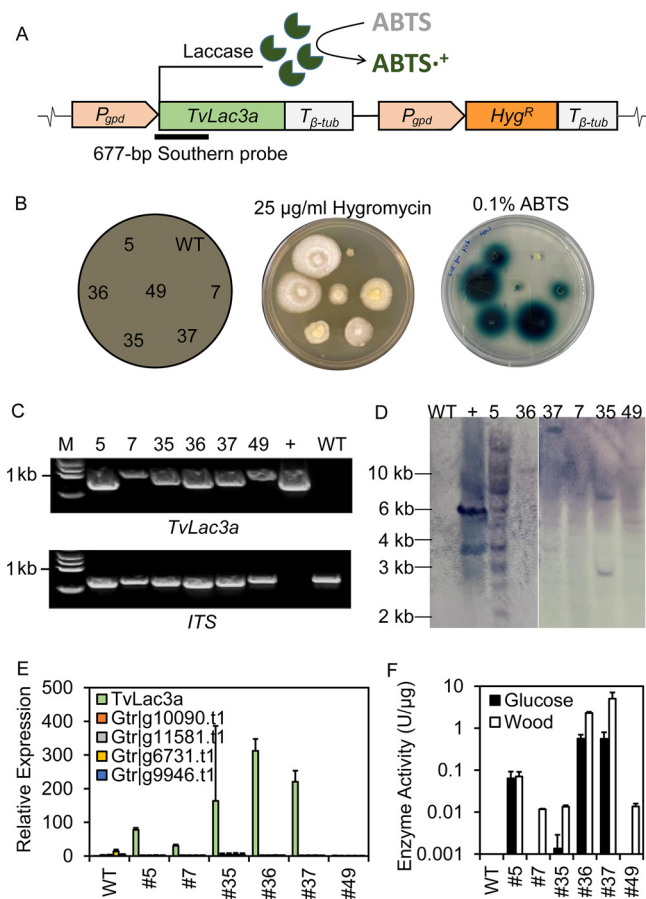 A
Laccase
ABTS
ABTS·+
Pgpd
TvLac3a
Tβ-tub
Pgpd
HygR
Tβ-tub
677-bp Southern probe
B
25 µg/ml Hygromycin
0.1% ABTS
5 WT
36 49 7
35 37
C
M 5 7 35 36 37 49 + WT
1kb
TvLac3a
1kb
ITS
D
WT + 5 36 37 7 35 49
10 kb
6 kb
4 kb
3 kb
2 kb
E
Relative Expression
500
400
300
200
100
0
TvLac3a
Gtr|g10090.t1
Gtr|g11581.t1
Gtr|g6731.t1
Gtr|g9946.t1
WT #5 #7 #35 #36 #37 #49
F
Enzyme Activity (U/µg)
10
1
0.1
0.01
0.001
Glucose
Wood
WT #5 #7 #35 #36 #37 #49